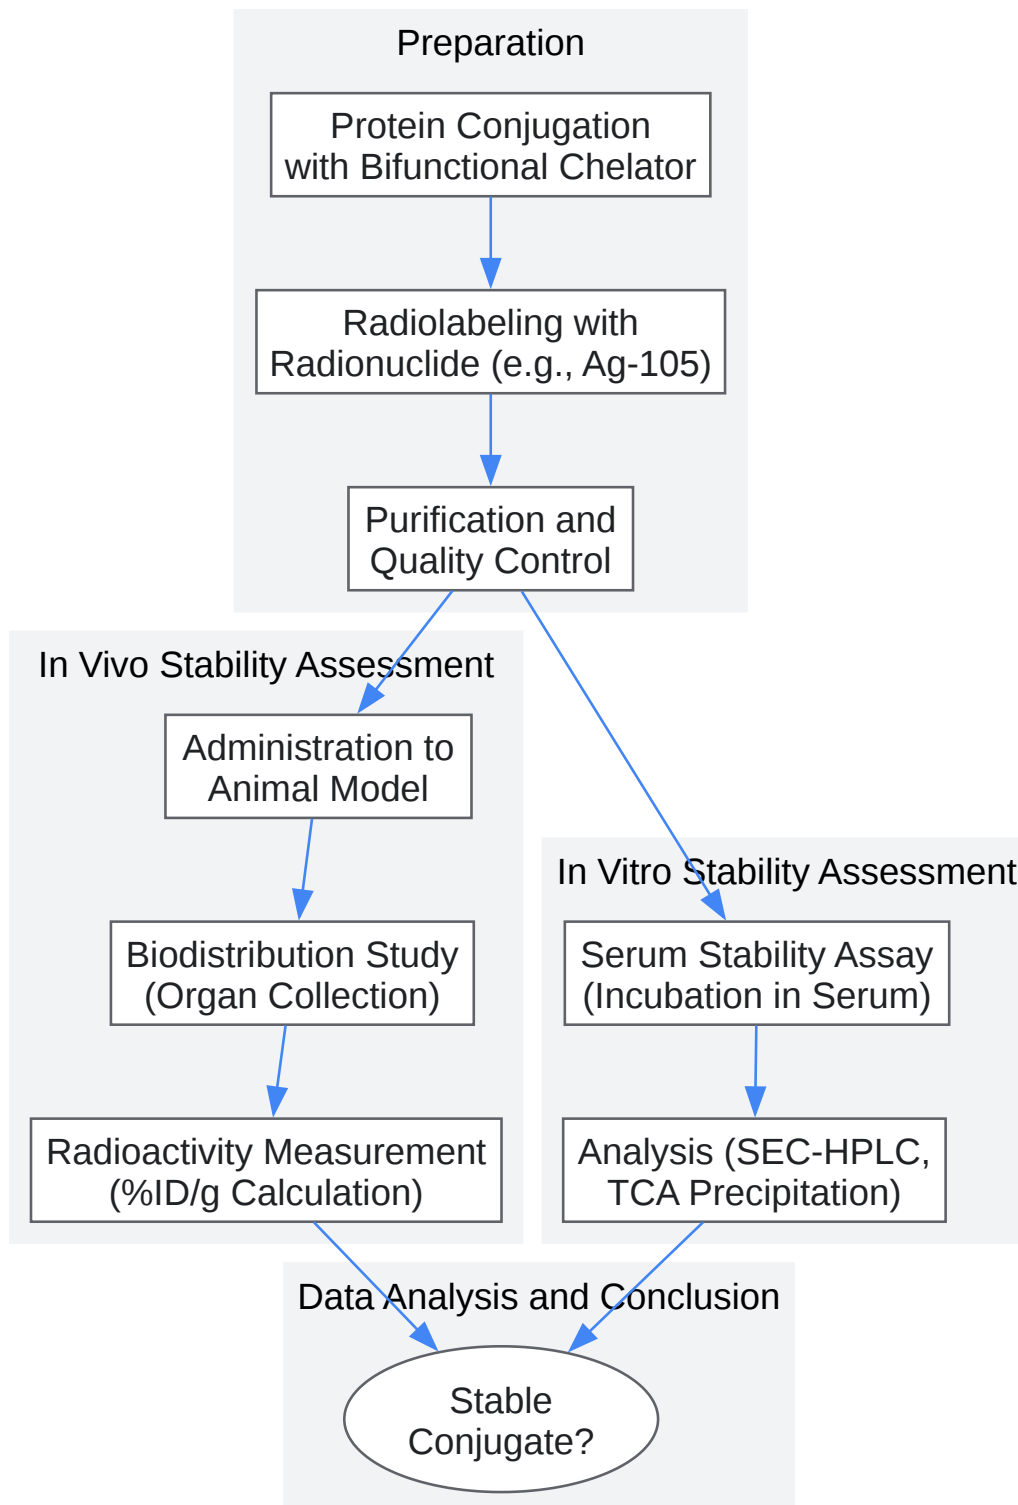 Preparation
Protein Conjugation
with Bifunctional Chelator
Radiolabeling with
Radionuclide (e.g., Ag-105)
Purification and
Quality Control
In Vivo Stability Assessment
Administration to
Animal Model
Biodistribution Study
(Organ Collection)
Radioactivity Measurement
(%ID/g Calculation)
In Vitro Stability Assessment
Serum Stability Assay
(Incubation in Serum)
Analysis (SEC-HPLC,
TCA Precipitation)
Data Analysis and Conclusion
Stable
Conjugate?